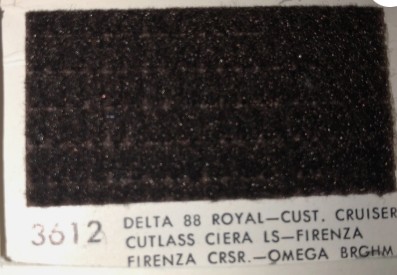 3612 DELTA 88 ROYAL—CUST. CRUISER
CUTLASS CIERA LS—FIRENZA
FIRENZA CRSR.—OMEGA BRGHM